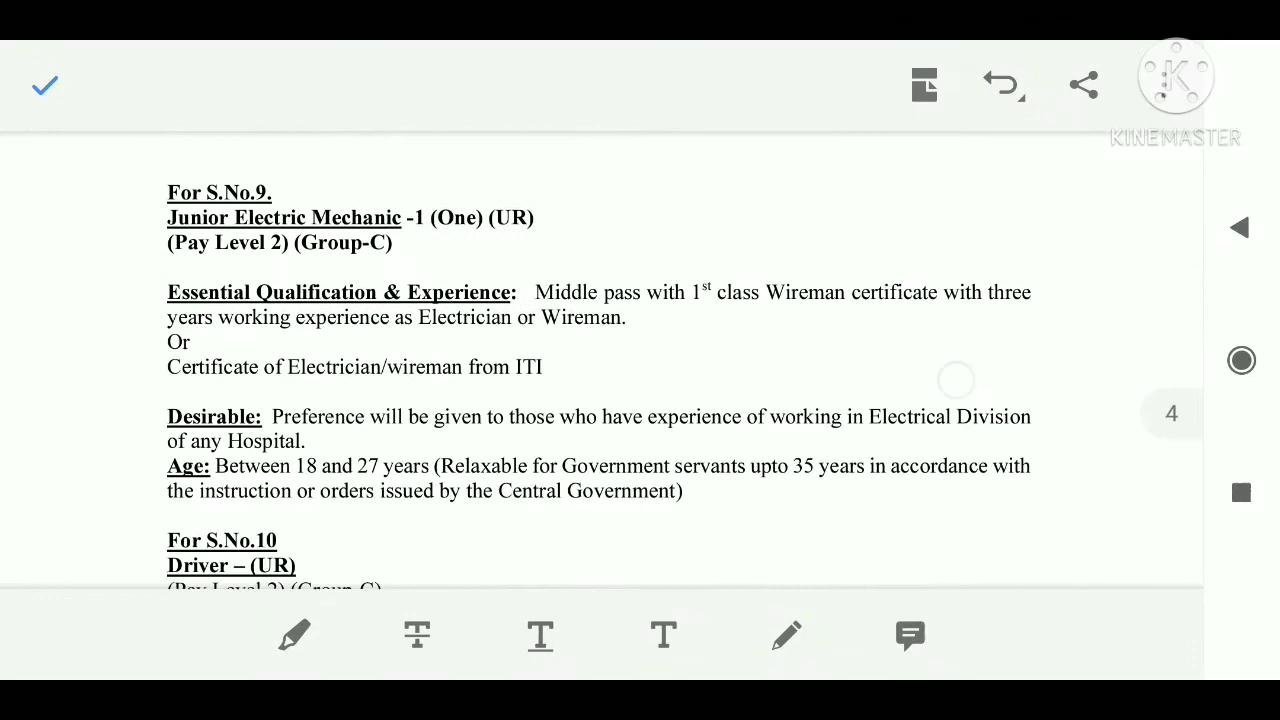 KINEMASTER
For S.No.9.
Junior Electric Mechanic -1 (One) (UR)
(Pay Level 2) (Group-C)
Essential Qualification & Experience: Middle pass with 1st class Wireman certificate with three
years working experience as Electrician or Wireman.
Or
Certificate of Electrician/wireman from ITI
Desirable: Preference will be given to those who have experience of working in Electrical Division
of any Hospital.
Age: Between 18 and 27 years (Relaxable for Government servants upto 35 years in accordance with
the instruction or orders issued by the Central Government)
4
For S.No.10
Driver – (UR)
(Pay Level 2) (Group-C)